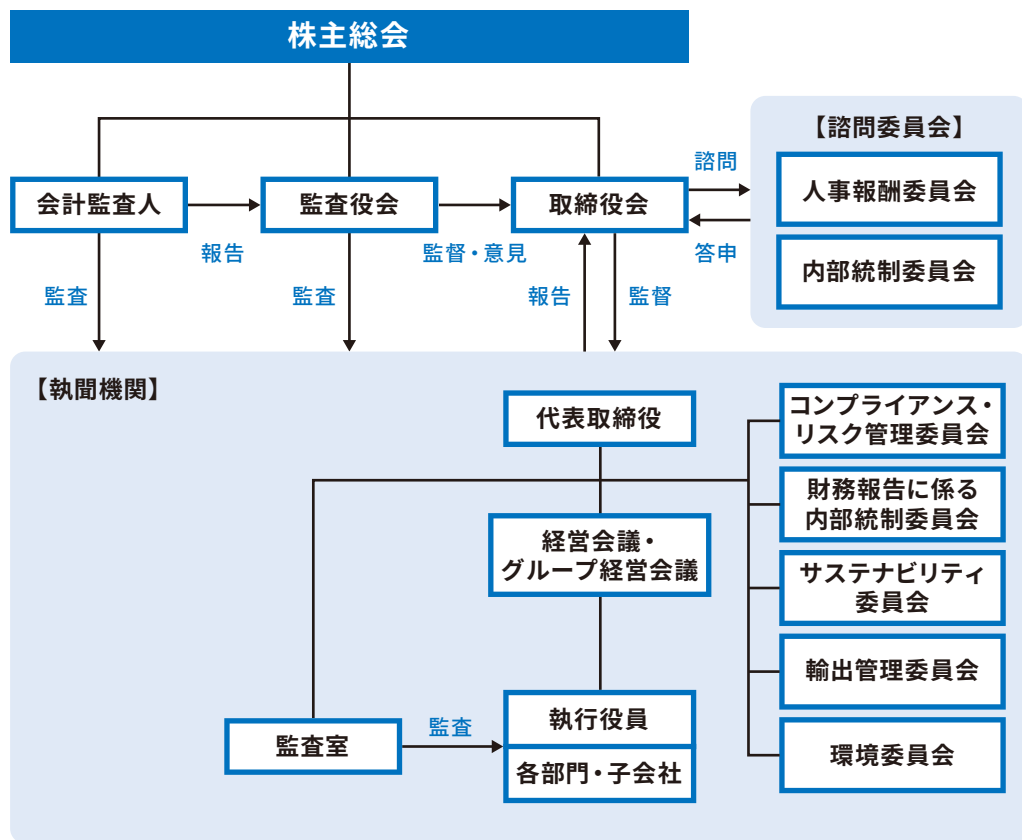 株主総会
【諮問委員会】
人事報酬委員会
内部統制委員会
会計監査人
監査役会
取締役会
諮問
答申
報告
監督・意見
監査
監査
報告
監督
【執聞機関】
代表取締役
経営会議・
グループ経営会議
執行役員
各部門・子会社
監査室
監査
コンプライアンス・
リスク管理委員会
財務報告に係る
内部統制委員会
サステナビリティ
委員会
輸出管理委員会
環境委員会